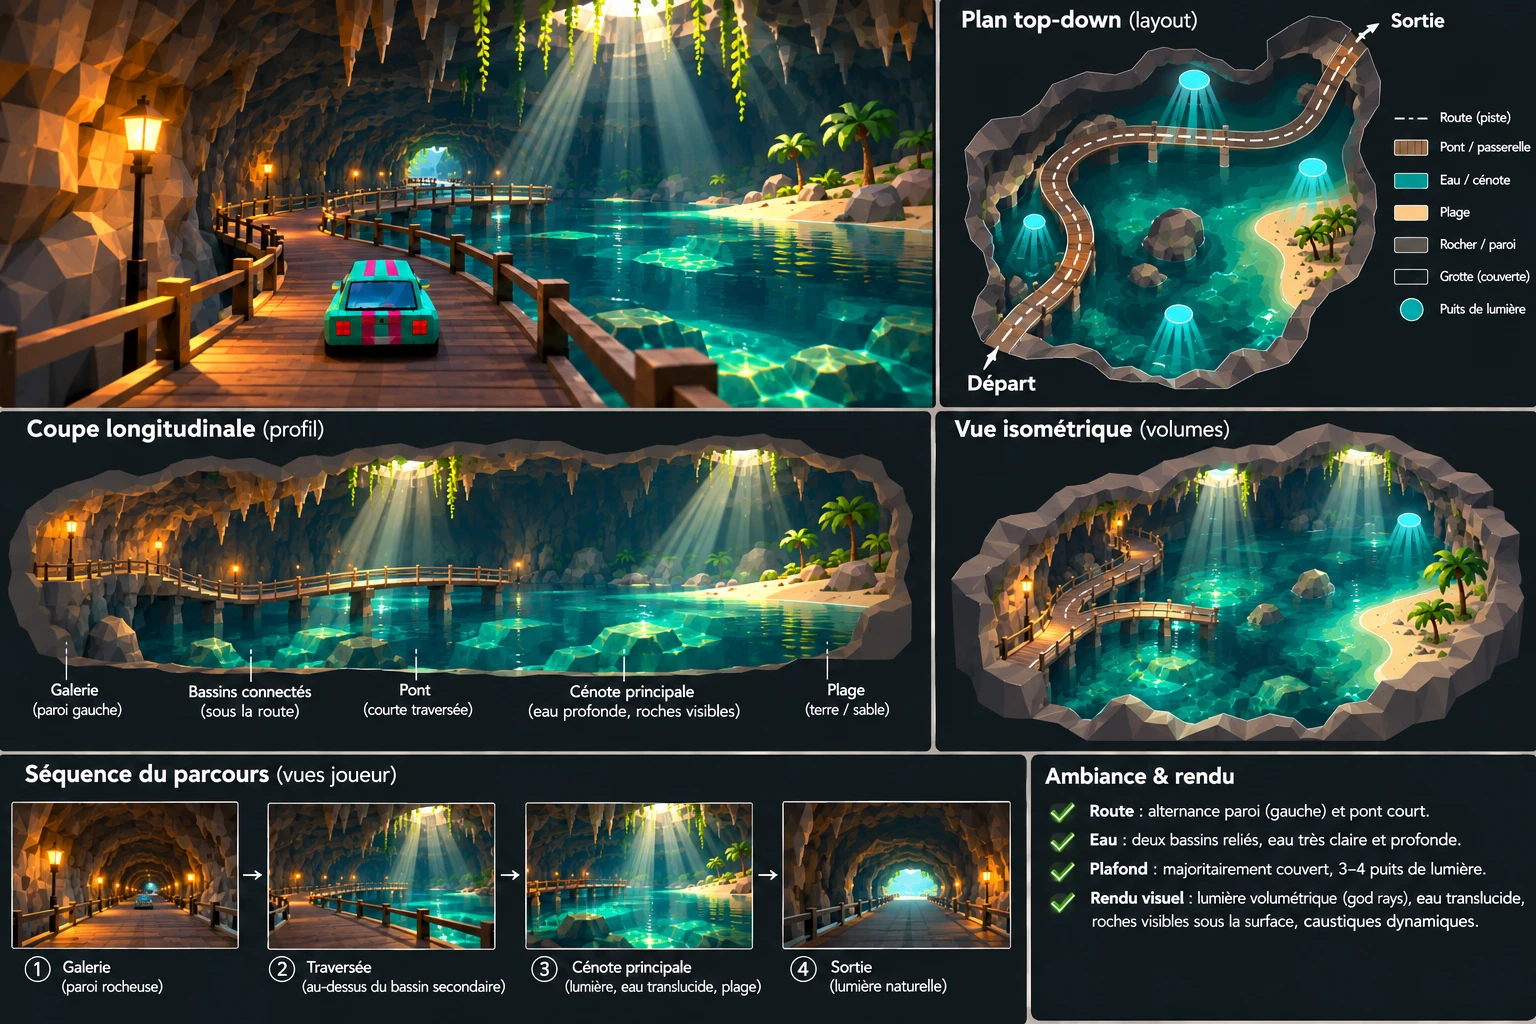 Plan top-down (layout)
Sortie
Route (piste)
Pont / passerelle
Eau / cénote
Plage
Rocher / paroi
Grotte (couverte)
Puits de lumière
Départ
Coupe longitudinale (profil)
Galerie
(paroi gauche)
Bassins connectés
(sous la route)
Pont
(courte traversée)
Cénote principale
(eau profonde, roches visibles)
Plage
(terre / sable)
Vue isométrique (volumes)
Séquence du parcours (vues joueur)
1 Galerie
(paroi rocheuse)
2 Traversée
(au-dessus du bassin secondaire)
3 Cénote principale
(lumière, eau translucide, plage)
4 Sortie
(lumière naturelle)
Ambiance & rendu
Route : alternance paroi (gauche) et pont court.
Eau : deux bassins reliés, eau très claire et profonde.
Plafond : majoritairement couvert, 3–4 puits de lumière.
Rendu visuel : lumière volumétrique (god rays), eau translucide,
roches visibles sous la surface, caustiques dynamiques.